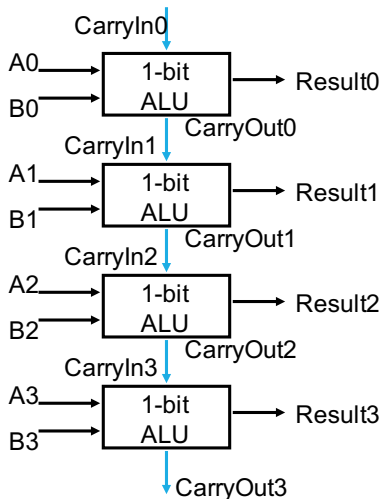 CarryIn0
A0
B0
1-bit
ALU
Result0
CarryOut0
CarryIn1
A1
B1
1-bit
ALU
Result1
CarryOut1
CarryIn2
A2
B2
1-bit
ALU
Result2
CarryOut2
CarryIn3
A3
B3
1-bit
ALU
Result3
CarryOut3